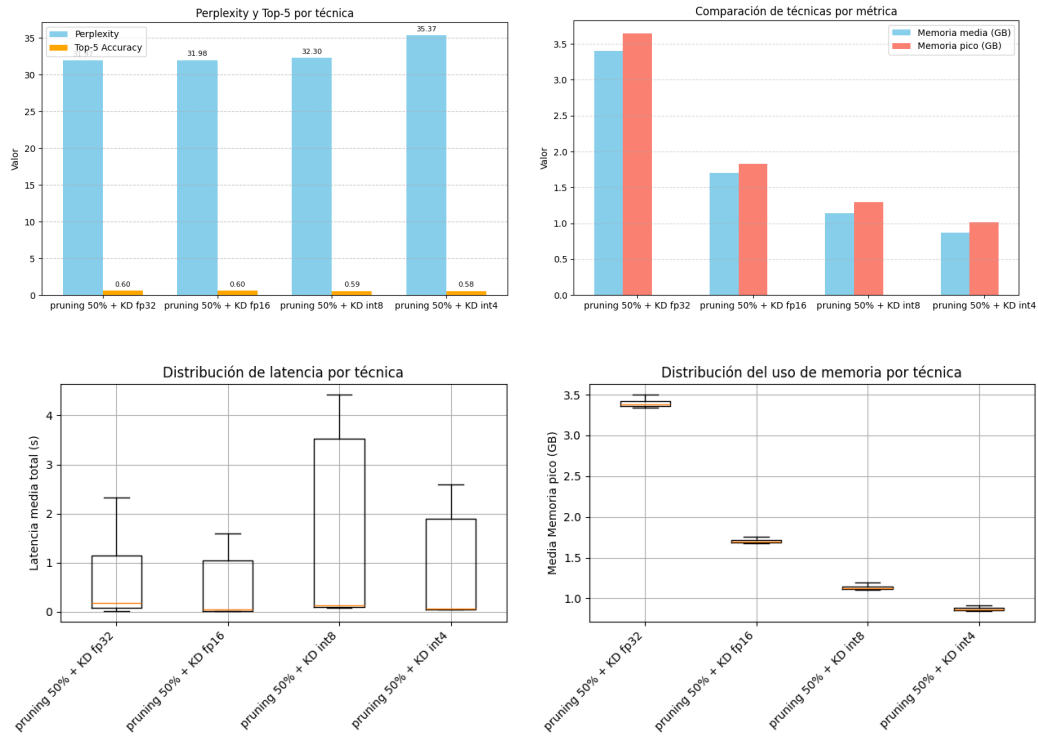 Perplexity y Top-5 por técnica
Perplexity
Top-5 Accuracy
31.98
32.30
35.37
0.60
0.60
0.59
0.58
Valor
35
30
25
20
15
10
5
0
pruning 50% + KD fp32
pruning 50% + KD fp16
pruning 50% + KD int8
pruning 50% + KD int4
Comparación de técnicas por métrica
Memoria media (GB)
Memoria pico (GB)
Valor
3.5
3.0
2.5
2.0
1.5
1.0
0.5
0.0
pruning 50% + KD fp32
pruning 50% + KD fp16
pruning 50% + KD int8
pruning 50% + KD int4
Distribución de latencia por técnica
Latencia media total (s)
4
3
2
1
0
pruning 50% + KD fp32
pruning 50% + KD fp16
pruning 50% + KD int8
pruning 50% + KD int4
Distribución del uso de memoria por técnica
Media Memoria pico (GB)
3.5
3.0
2.5
2.0
1.5
1.0
pruning 50% + KD fp32
pruning 50% + KD fp16
pruning 50% + KD int8
pruning 50% + KD int4